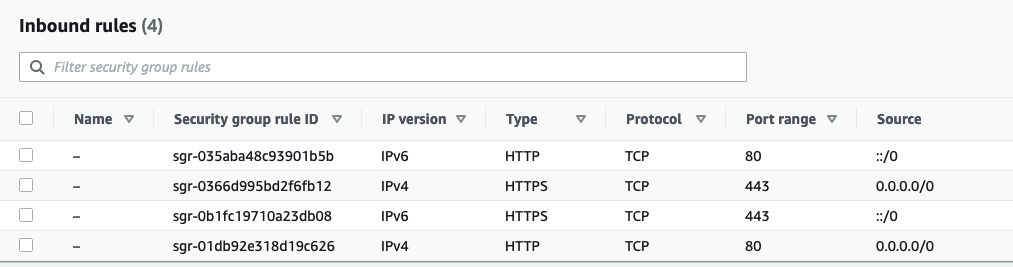 Inbound rules (4)
Filter security group rules
Name Security group rule ID IP version Type Protocol Port range Source
– sgr-035aba48c93901b5b IPv6 HTTP TCP 80 ::/0
– sgr-0366d995bd2f6fb12 IPv4 HTTPS TCP 443 0.0.0.0/0
– sgr-0b1fc19710a23db08 IPv6 HTTPS TCP 443 ::/0
– sgr-01db92e318d19c626 IPv4 HTTP TCP 80 0.0.0.0/0